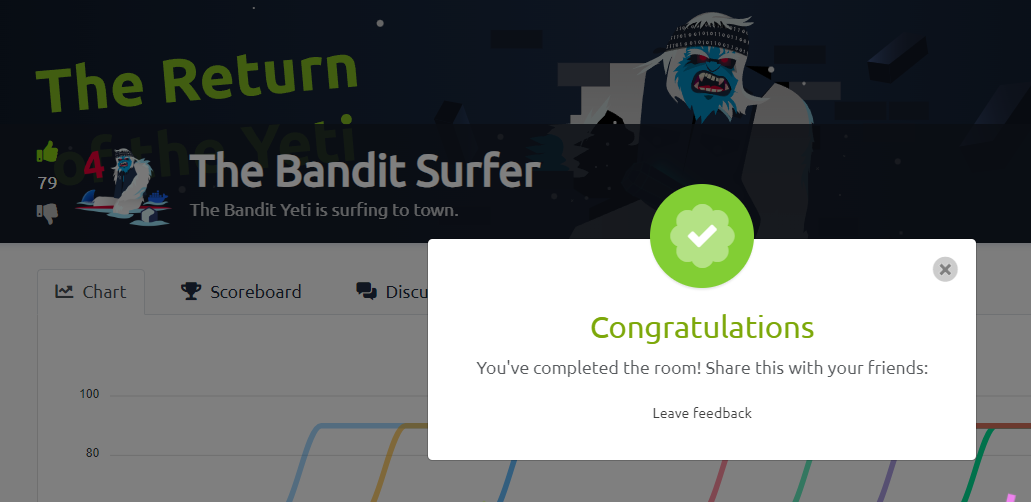 The Return
of the Yeti
79
4
The Bandit Surfer
The Bandit Yeti is surfing to town.
Chart
Scoreboard
Discu
Congratulations
You've completed the room! Share this with your friends:
Leave feedback
100
80